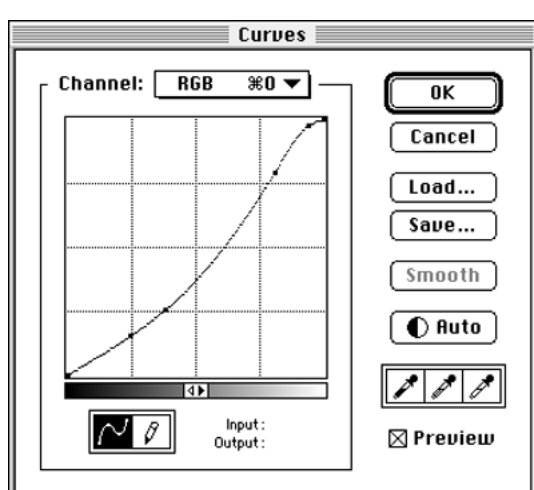 Curves
Channel: RGB ⌘0
OK
Cancel
Load...
Save...
Smooth
Auto
Input:
Output:
Preview